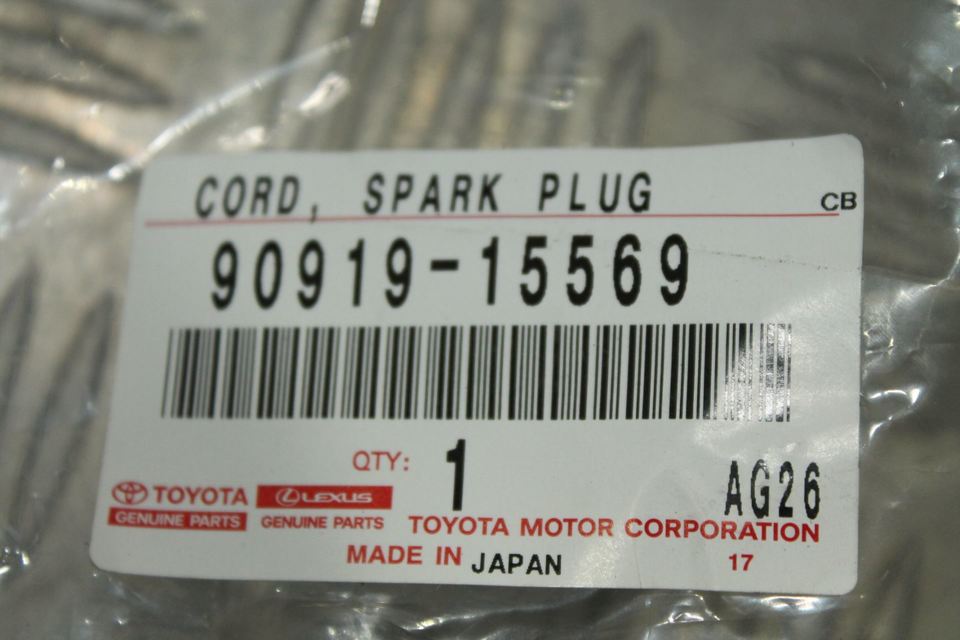 CORD, SPARK PLUG
CB
90919-15569
QTY: 1
AG26
TOYOTA LEXUS
GENUINE PARTS GENUINE PARTS
TOYOTA MOTOR CORPORATION
MADE IN JAPAN 17